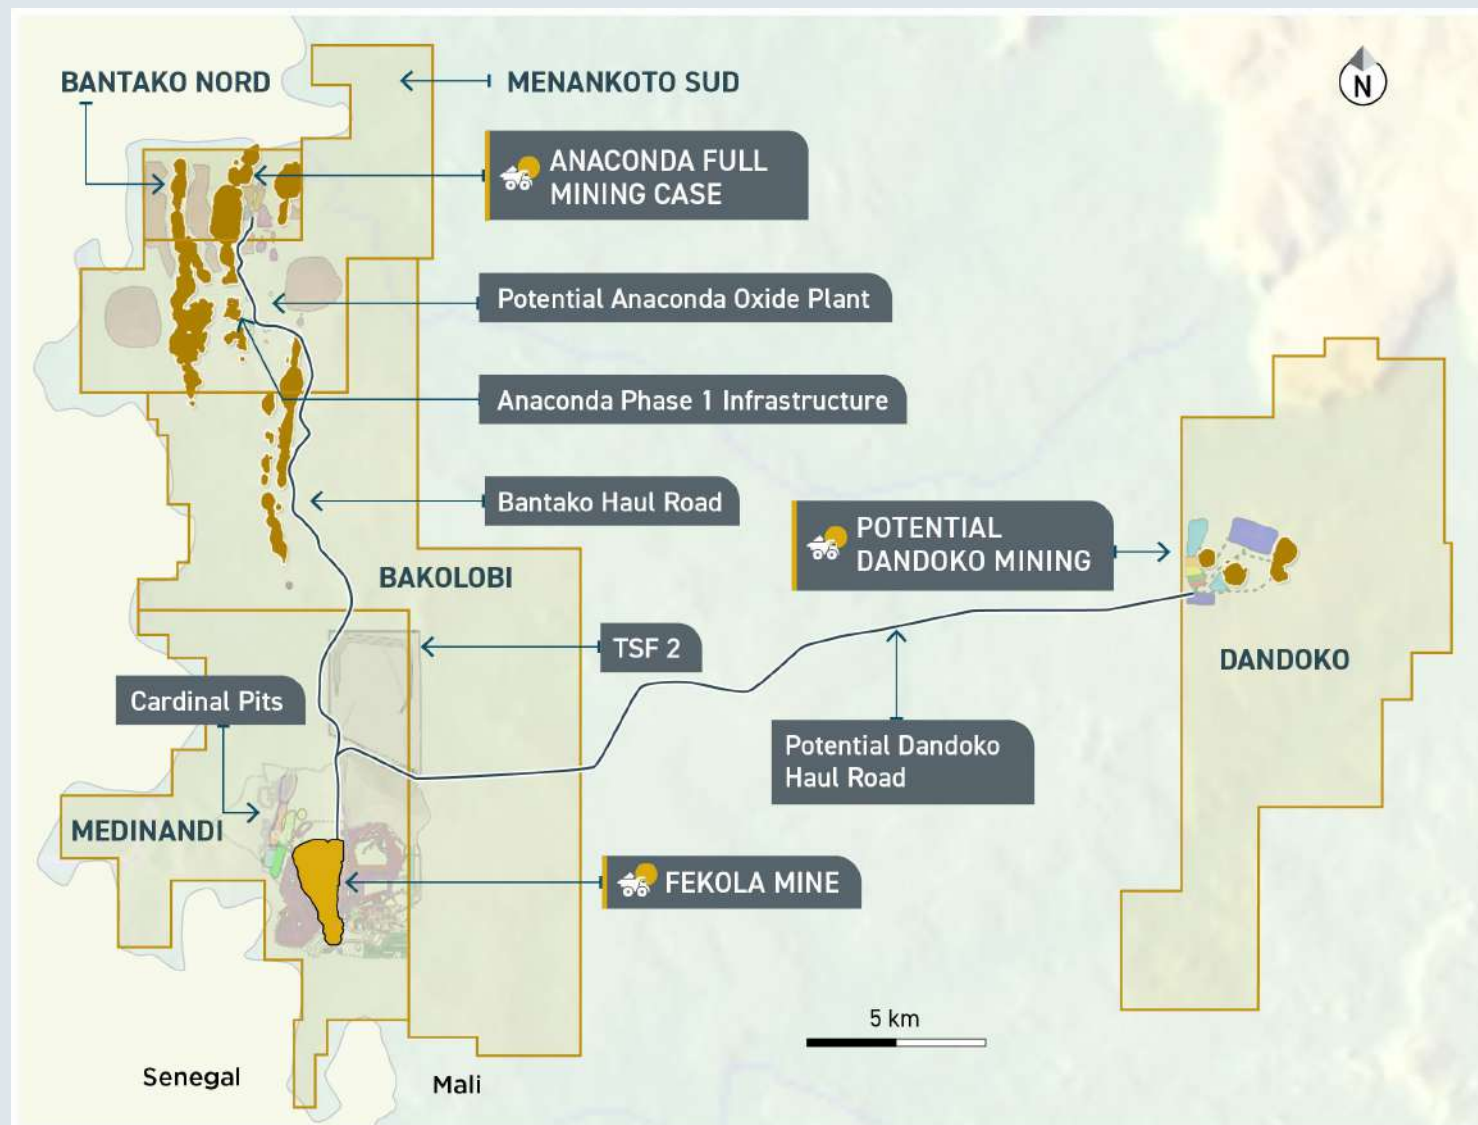 BANTAKO NORD
MENANKOTO SUD
N
ANACONDA FULL
MINING CASE
Potential Anaconda Oxide Plant
Anaconda Phase 1 Infrastructure
Bantako Haul Road
POTENTIAL
DANDOKO MINING
BAKOLOBI
TSF 2
DANDOKO
Cardinal Pits
Potential Dandoko
Haul Road
MEDINANDI
FEKOLA MINE
5 km
Senegal
Mali